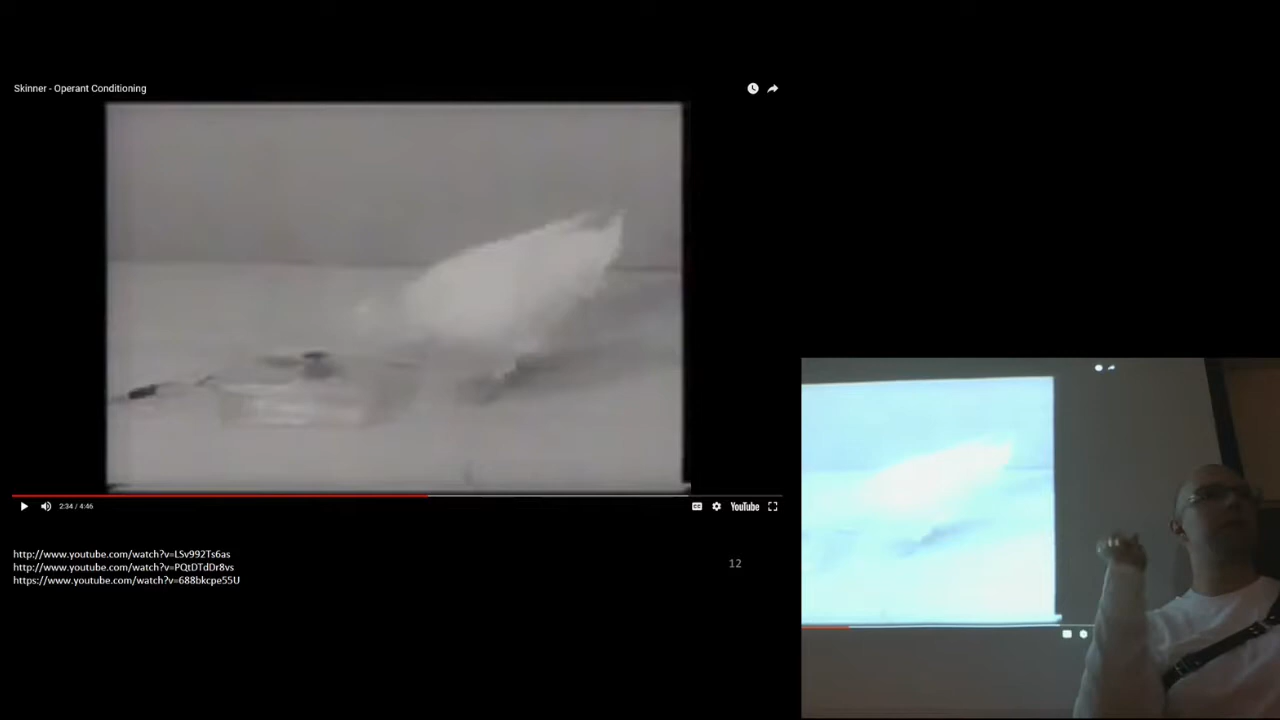 Skinner - Operant Conditioning
2:34 / 4:46
CC
YouTube
http://www.youtube.com/watch?v=LSv992Ts6as
http://www.youtube.com/watch?v=PQtDTdDr8vs
https://www.youtube.com/watch?v=688bkcpe55U
12